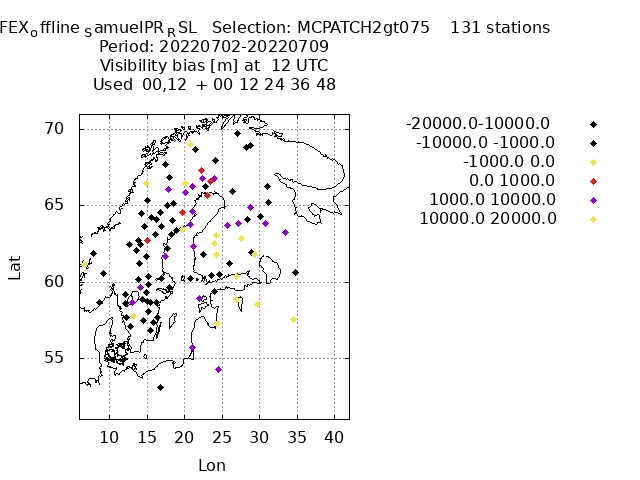 FEXoffline SamuelPRRSL Selection: MCPATCH2gt075 131 stations
Period: 20220702-20220709
Visibility bias [m] at 12 UTC
Used 00,12 + 00 12 24 36 48
-20000.0-10000.0
-10000.0 -1000.0
-1000.0 0.0
0.0 1000.0
1000.0 10000.0
10000.0 20000.0
70
65
60
55
Lat
10 15 20 25 30 35 40
Lon